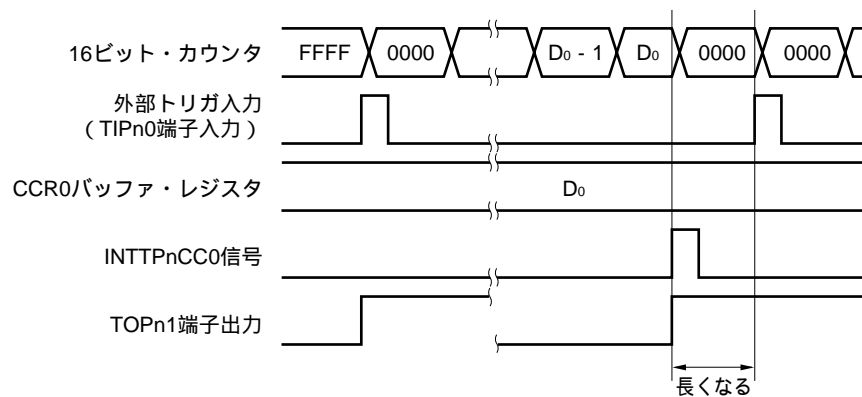 16ビット・カウンタ FFFF 0000 D0 - 1 D0 0000 0000
外部トリガ入力
(TIPn0端子入力)
CCR0バッファ・レジスタ D0
INTTPnCC0信号
TOPn1端子出力
長くなる